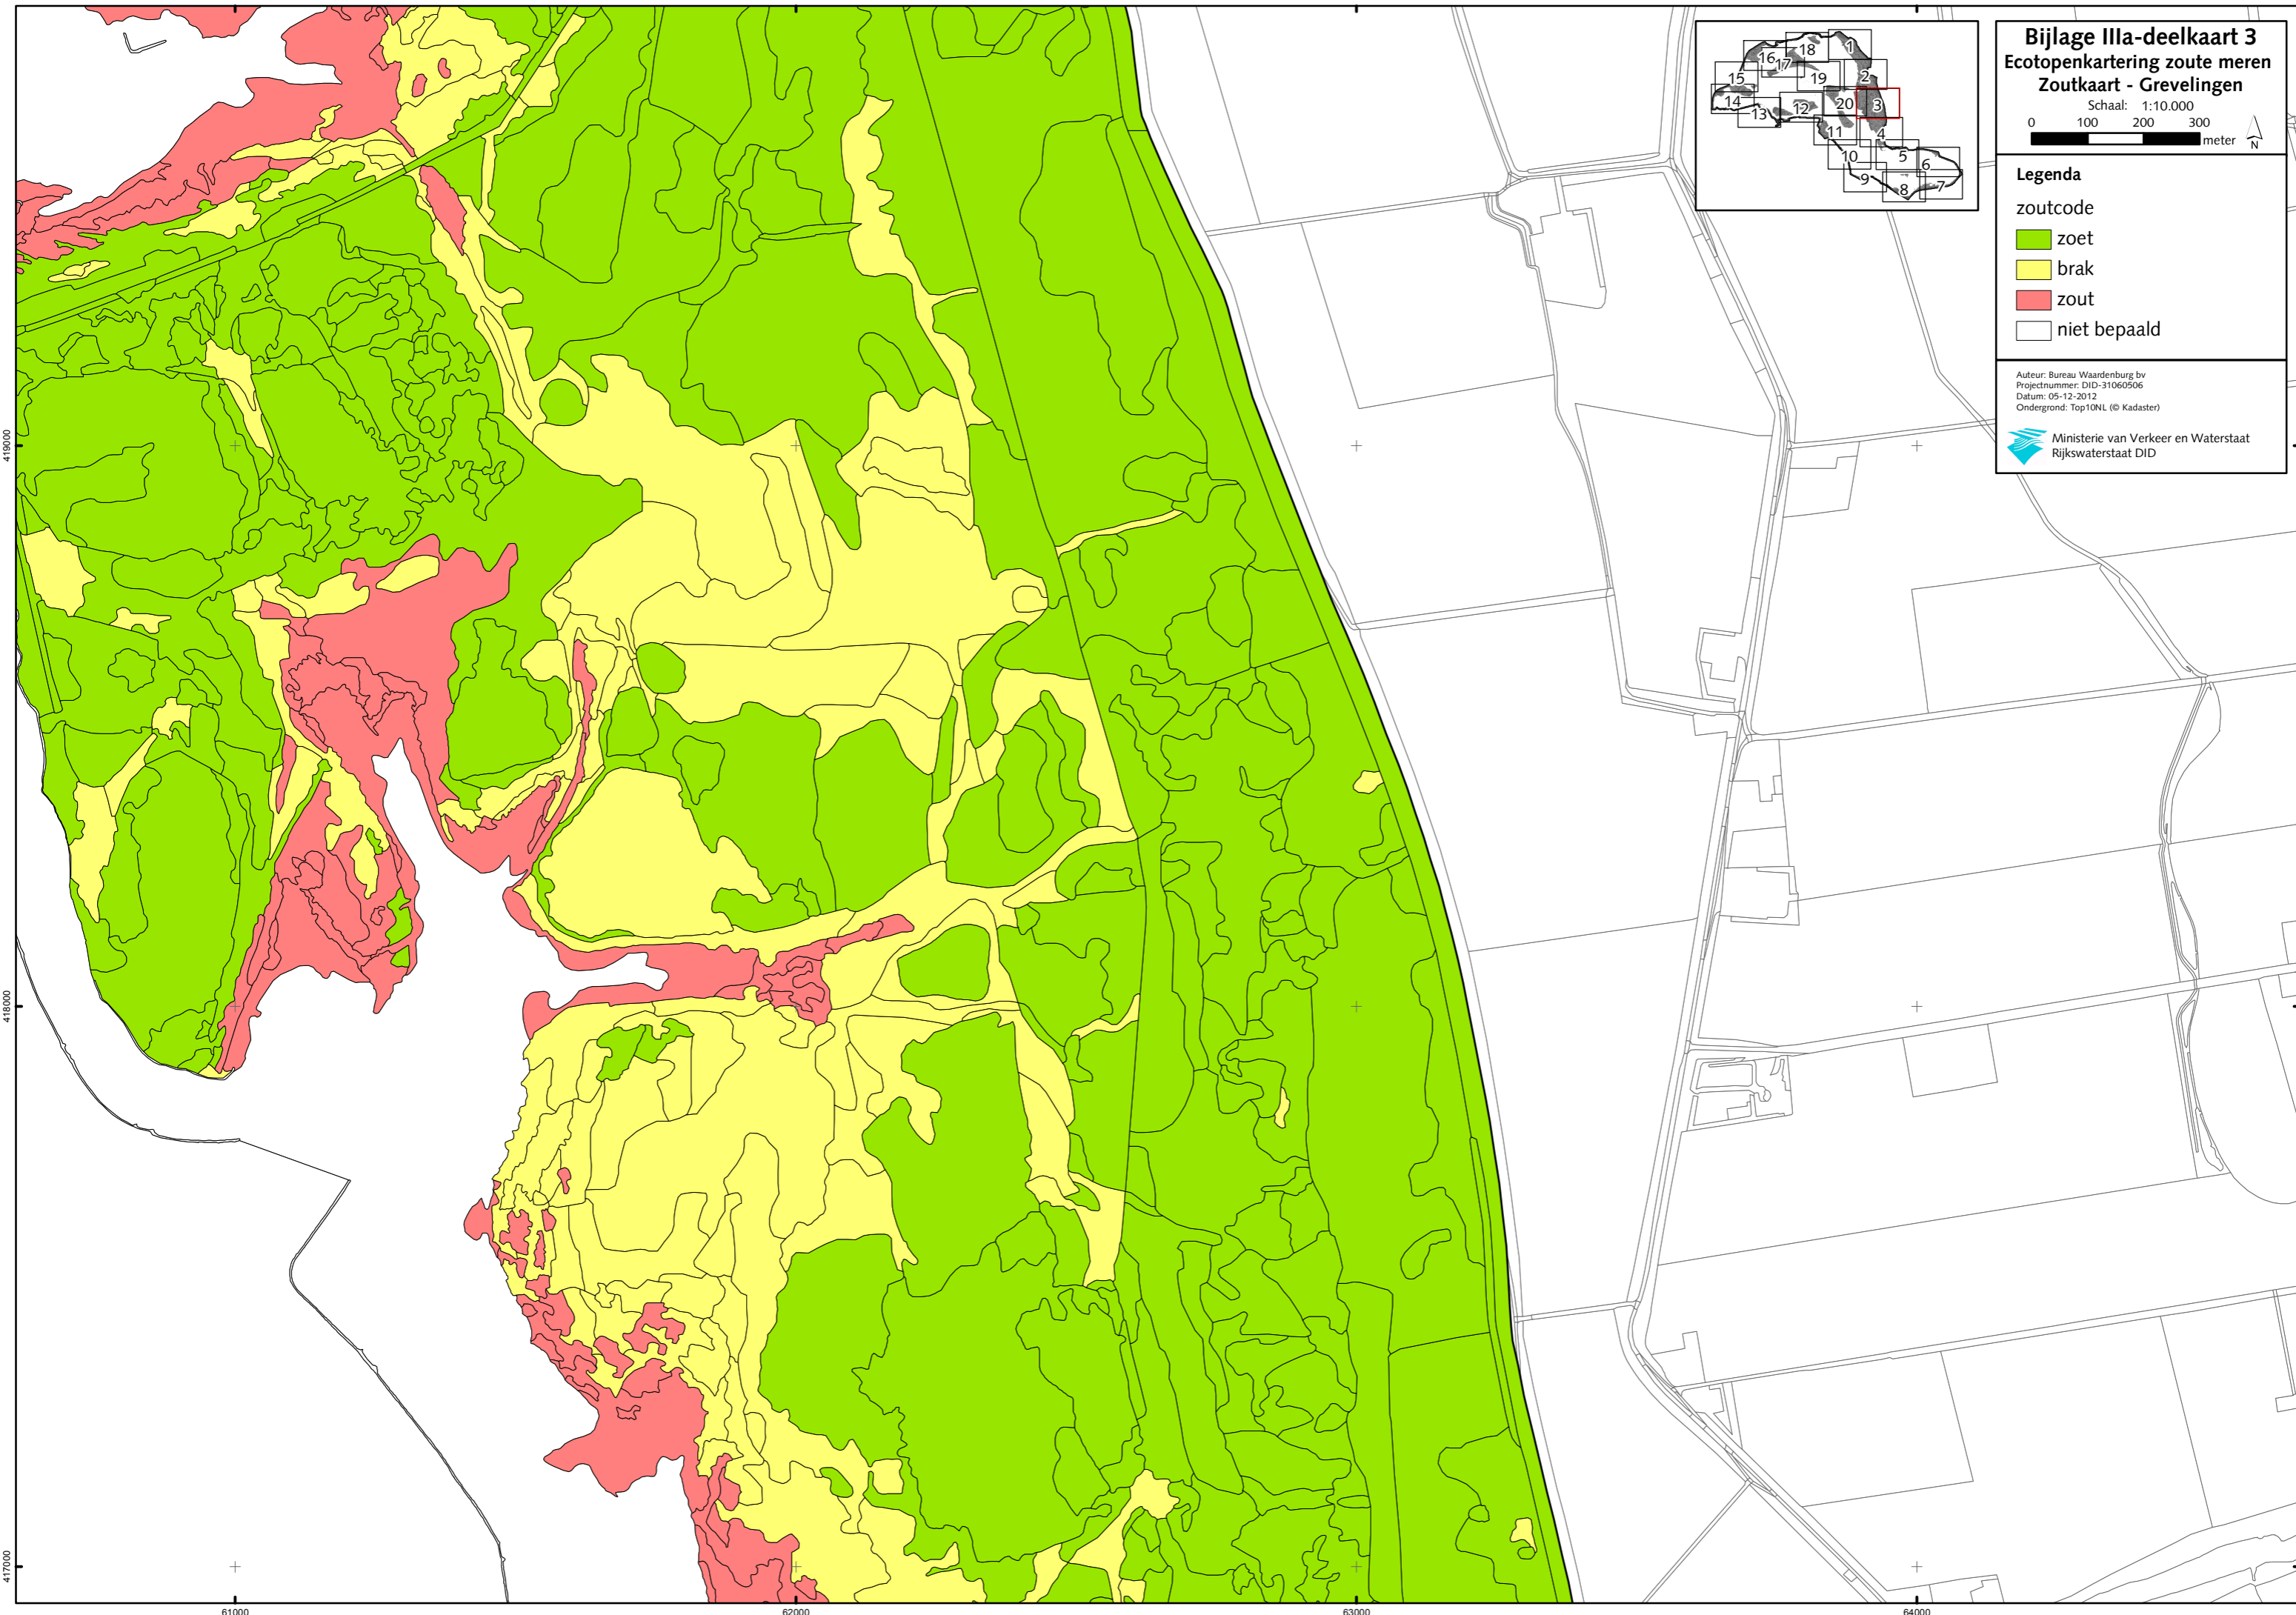 Bijlage IIIa-deelkaart 3
Ecotopenkartering zoute meren
Zoutkaart - Grevelingen
Schaal: 1:10.000
0 100 200 300
meter
N
Legenda
zoutcode
zoet
brak
zout
niet bepaald
Auteur: Bureau Waardenburg bv
Projectnummer: DID-31060506
Datum: 05-12-2012
Ondergrond: Top10NL (© Kadaster)
Ministerie van Verkeer en Waterstaat
Rijkswaterstaat DID
18 1
16 17
15 19 2
14 12 20 3
13
11 4
10 5 6
9 8 7
419000
418000
417000
61000 62000 63000 64000